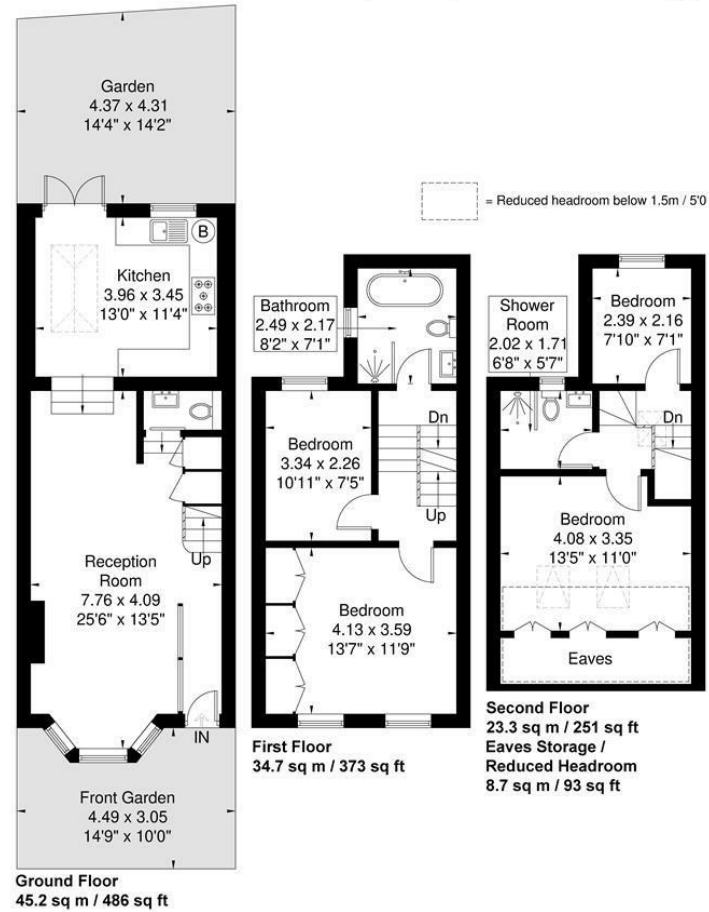 Garden
4.37 x 4.31
14'4" x 14'2"
= Reduced headroom below 1.5m / 5'0
B
Kitchen
3.96 x 3.45
13'0" x 11'4"
Reception
Room
7.76 x 4.09
25'6" x 13'5"
Up
IN
Front Garden
4.49 x 3.05
14'9" x 10'0"
Ground Floor
45.2 sq m / 486 sq ft
Bathroom
2.49 x 2.17
8'2" x 7'1"
Bedroom
3.34 x 2.26
10'11" x 7'5"
Dn
Up
Bedroom
4.13 x 3.59
13'7" x 11'9"
First Floor
34.7 sq m / 373 sq ft
Shower
Room
2.02 x 1.71
6'8" x 5'7"
Bedroom
2.39 x 2.16
7'10" x 7'1"
Dn
Bedroom
4.08 x 3.35
13'5" x 11'0"
Eaves
Second Floor
23.3 sq m / 251 sq ft
Eaves Storage /
Reduced Headroom
8.7 sq m / 93 sq ft